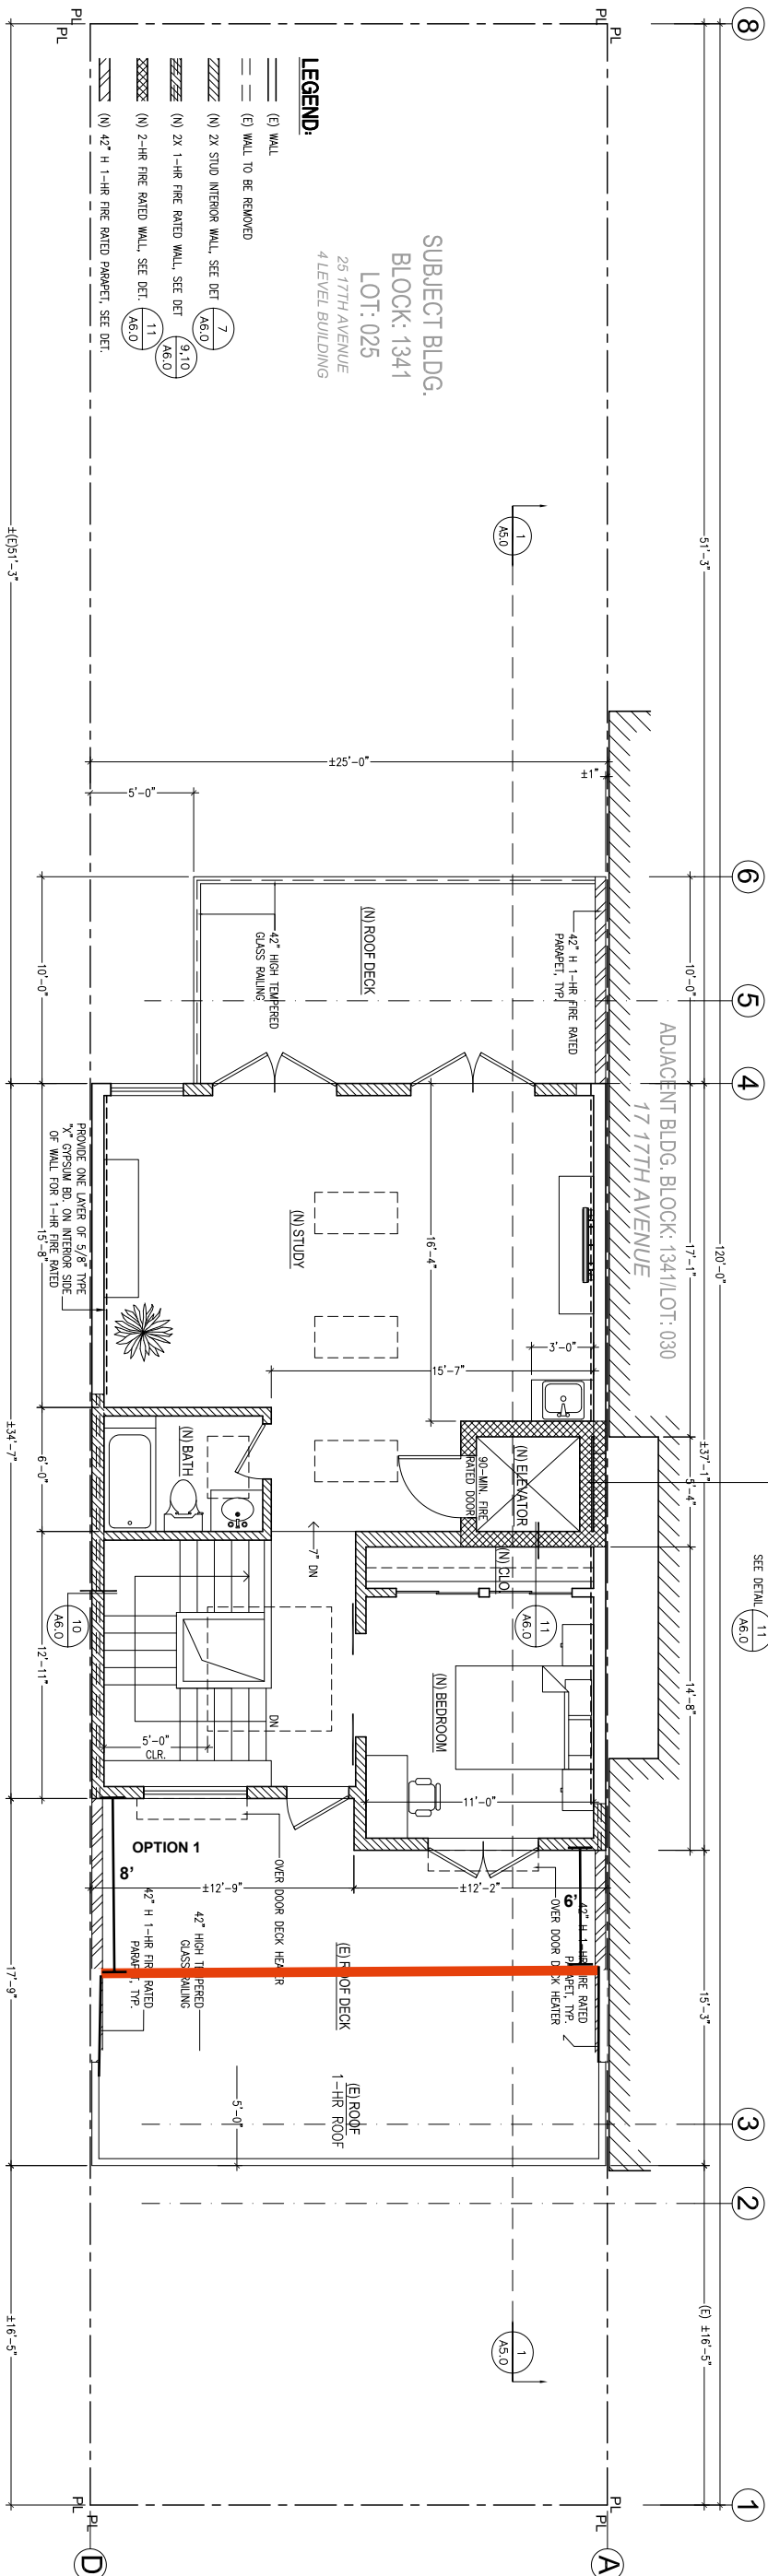 8
6
5
4
3
2
1
A
D
PL
PL
PL
PL
PL
PL
PL
PL
120'-0"
51'-3"
10'-0"
17'-1"
±37'-1"
5'-4"
14'-8"
15'-3"
(E) ±16'-5"
SEE DETAIL
11
A6.0
ADJACENT BLDG. BLOCK: 1341/LOT: 030
17 17TH AVENUE
SUBJECT BLDG.
BLOCK: 1341
LOT: 025
25 17TH AVENUE
4 LEVEL BUILDING
LEGEND:
(E) WALL
(E) WALL TO BE REMOVED
(N) 2X STUD INTERIOR WALL, SEE DET
7
A6.0
(N) 2X 1-HR FIRE RATED WALL, SEE DET
9,10
A6.0
(N) 2-HR FIRE RATED WALL, SEE DET.
11
A6.0
(N) 42" H 1-HR FIRE RATED PARAPET, SEE DET.
1
A5.0
±25'-0"
±1"
5'-0"
42" H 1-HR FIRE RATED
PARAPET, TYP.
(N) ROOF DECK
42" HIGH TEMPERED
GLASS RAILING
(N) STUDY
16'-4"
15'-7"
3'-0"
PROVIDE ONE LAYER OF 5/8" TYPE
"X" GYPSUM BD. ON INTERIOR SIDE
OF WALL FOR 1-HR FIRE RATED
(N) ELEVATOR
90-MIN. FIRE
RATED DOOR
(N) BATH
7" DN
(N) CLO.
11
A6.0
10
A6.0
(N) BEDROOM
DN
5'-0"
CLR.
11'-0"
OPTION 1
8'
6'
±12'-9"
±12'-2"
OVER DOOR DECK HEATER
OVER DOOR DECK HEATER
42" H 1-HR FIRE RATED
PARAPET, TYP.
(E) ROOF DECK
42" HIGH TEMPERED
GLASS RAILING
42" H 1-HR FIRE RATED
PARAPET, TYP.
(E) ROOF
1-HR ROOF
5'-0"
1
A5.0
±(E)51'-3"
10'-0"
15'-8"
±34'-7"
6'-0"
12'-11"
17'-9"
±16'-5"